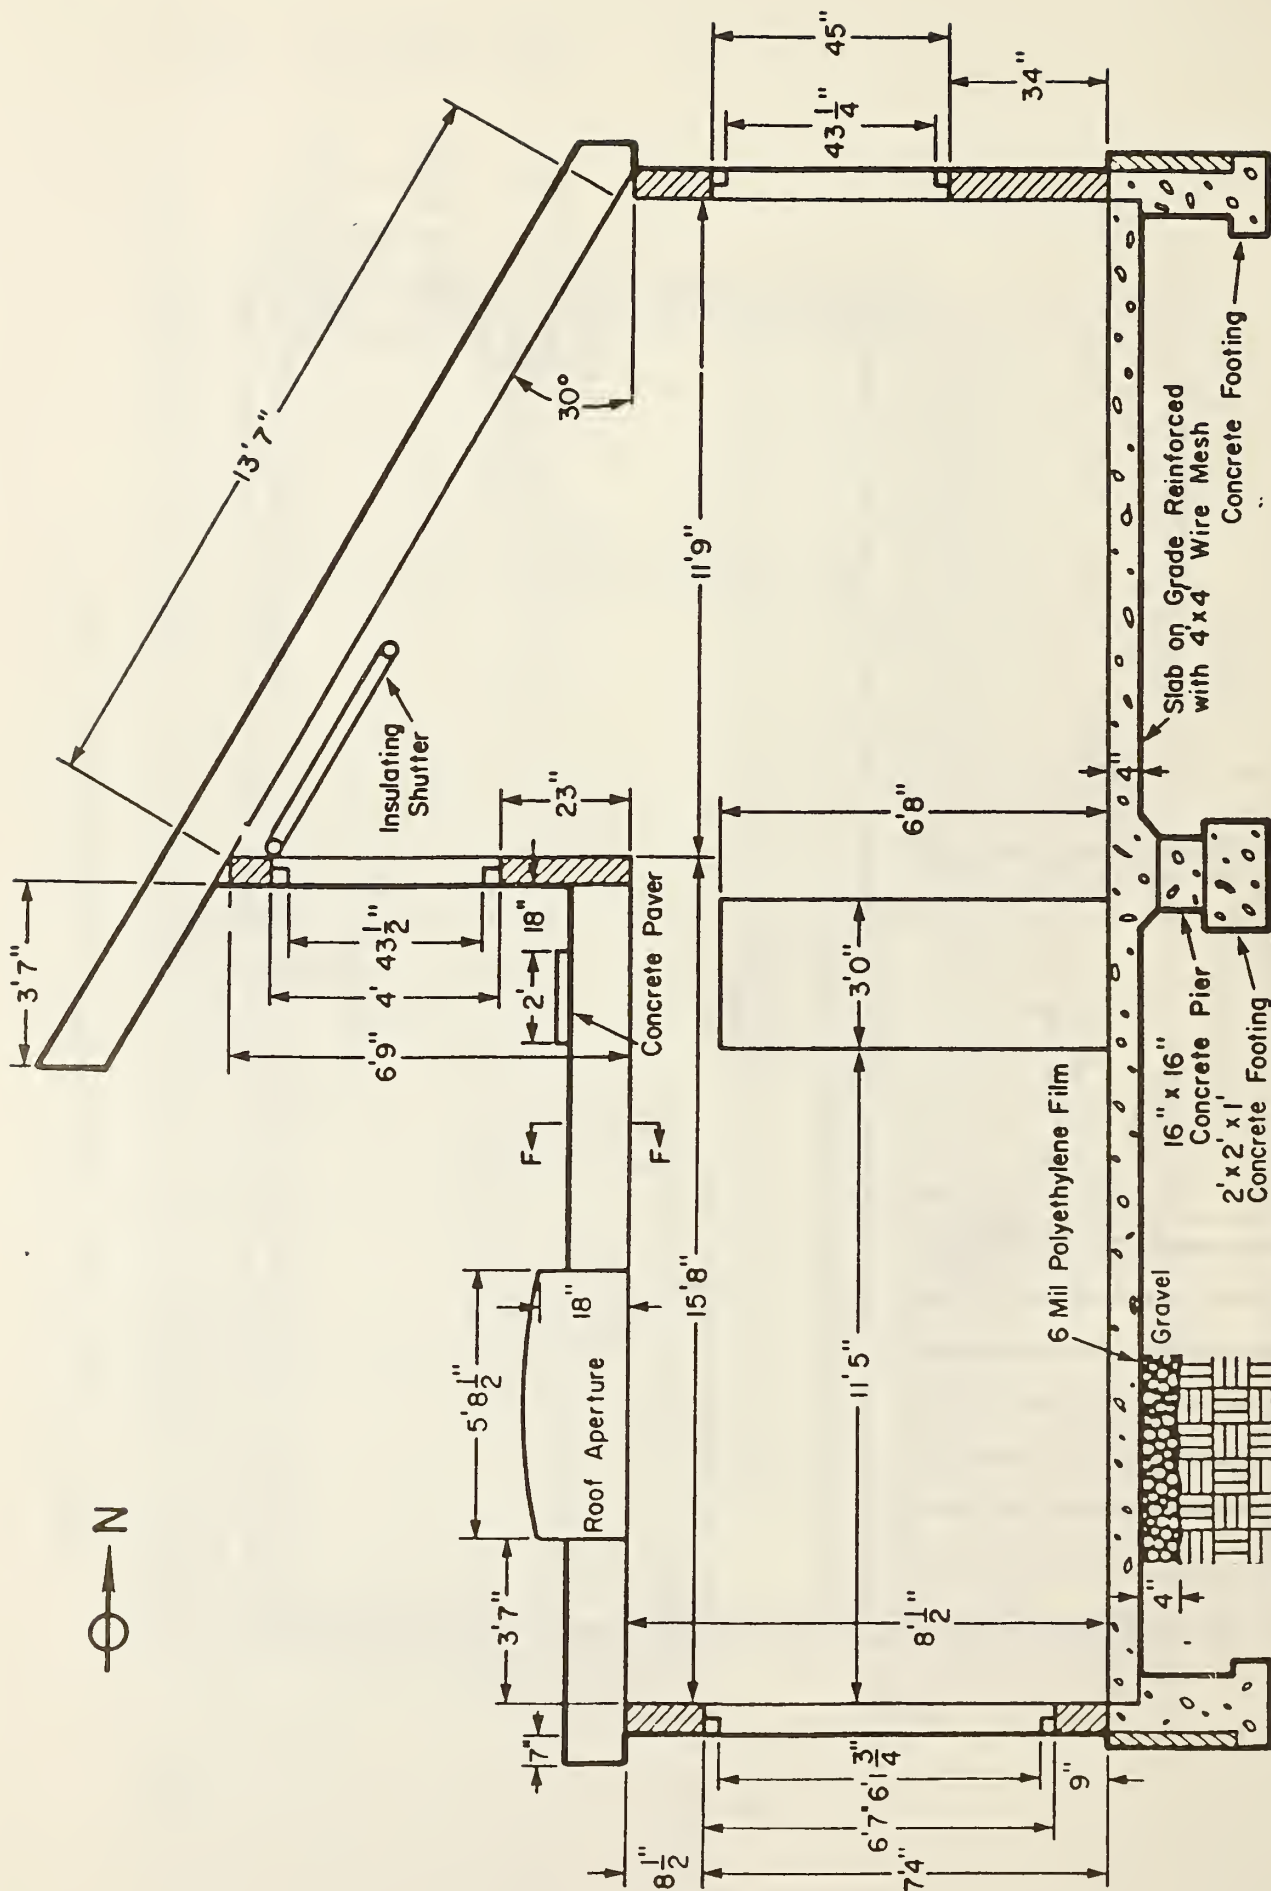 N
3'7"
13'7"
30°
Insulating
Shutter
23"
4' 43 1/2"
6'9"
2' 18"
Concrete Paver
F
F
7"
3'7"
5'8 1/2"
18"
Roof Aperture
15'8"
11'9"
45"
43 1/4"
34"
8 1/2"
7'4"
6'7" 6'1 3/4"
9"
8' 1/2"
11'5"
3'0"
6'8"
4"
4"
Gravel
6 Mil Polyethylene Film
16" x 16"
Concrete Pier
2' x 2' x 1'
Concrete Footing
Slab on Grade Reinforced
with 4' x 4' Wire Mesh
Concrete Footing